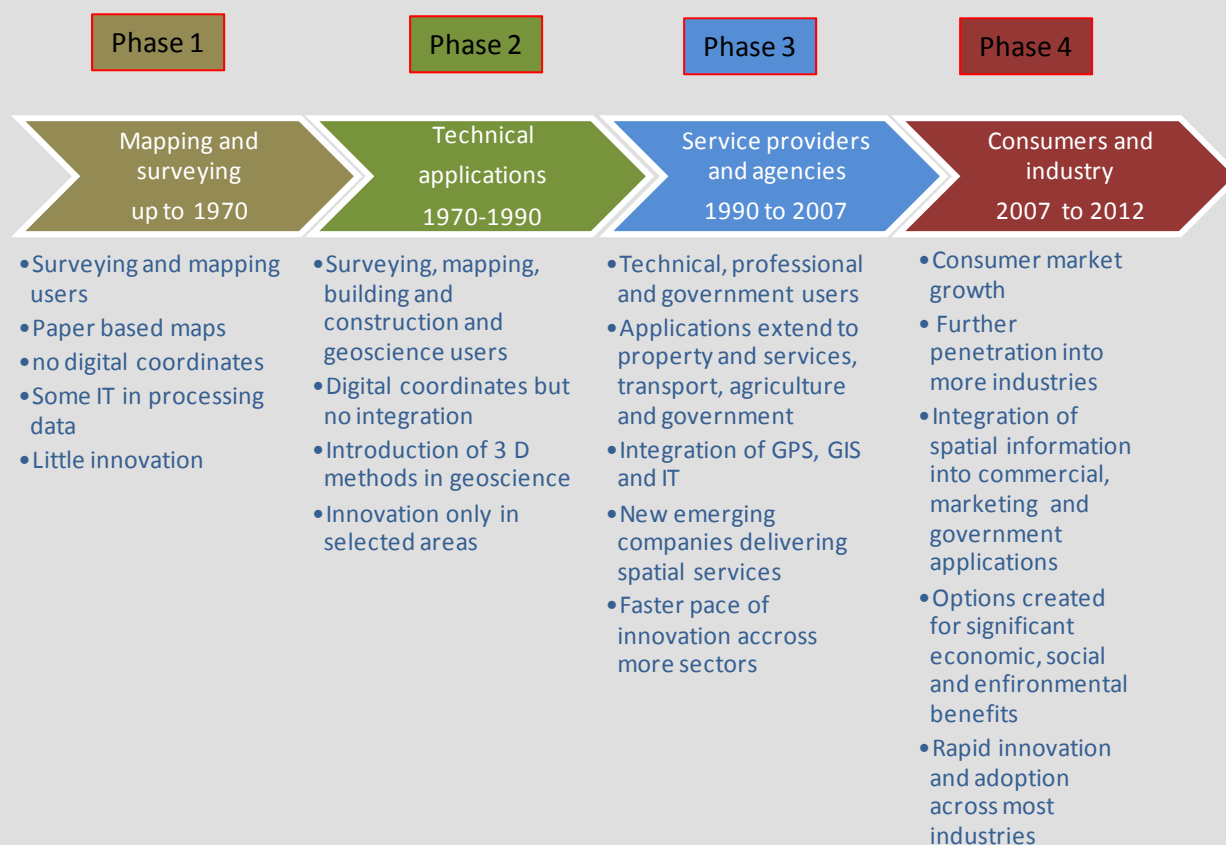 Phase 1
Phase 2
Phase 3
Phase 4
Mapping and
surveying
up to 1970
Technical
applications
1970-1990
Service providers
and agencies
1990 to 2007
Consumers and
industry
2007 to 2012
•Surveying and mapping
users
•Paper based maps
•no digital coordinates
•Some IT in processing
data
•Little innovation
•Surveying, mapping,
building and
construction and
geoscience users
•Digital coordinates but
no integration
•Introduction of 3 D
methods in geoscience
•Innovation only in
selected areas
•Technical, professional
and government users
•Applications extend to
property and services,
transport, agriculture
and government
•Integration of GPS, GIS
and IT
•New emerging
companies delivering
spatial services
•Faster pace of
innovation accross
more sectors
•Consumer market
growth
• Further
penetration into
more industries
•Integration of
spatial information
into commercial,
marketing and
government
applications
•Options created
for significant
economic, social
and enfironmental
benefits
•Rapid innovation
and adoption
across most
industries